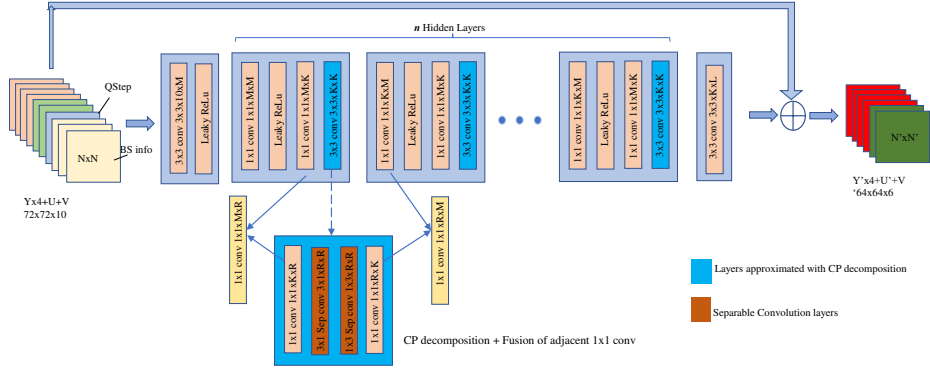 n Hidden Layers
QStep
NxN
BS info
Yx4+U+V
72x72x10
3x3 conv 3x3x10xM
Leaky ReLu
1x1 conv 1x1xMxM
Leaky ReLu
1x1 conv 1x1xMxK
3x3 conv 3x3xKxK
1x1 conv 1x1xKxM
Leaky ReLu
1x1 conv 1x1xMxK
3x3 conv 3x3xKxK
1x1 conv 1x1xKxM
Leaky ReLu
1x1 conv 1x1xMxK
3x3 conv 3x3xKxK
3x3 conv 3x3xKxL
N'xN'
Y'x4+U'+V
'64x64x6
1x1 conv 1x1xMxR
1x1 conv 1x1xKxR
3x1 Sep conv 3x1xRxR
1x3 Sep conv 1x3xRxR
1x1 conv 1x1xRxK
1x1 conv 1x1xRxM
CP decomposition + Fusion of adjacent 1x1 conv
Layers approximated with CP decomposition
Separable Convolution layers